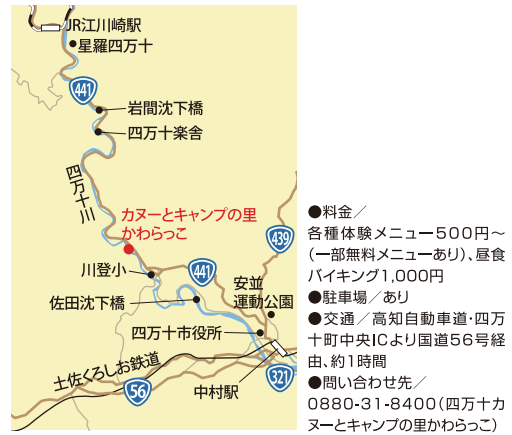 JR江川崎駅
星羅四万十
441
岩間沈下橋
四万十楽舎
四万十川
カヌーとキャンプの里
かわらっこ
439
川登小
441
安並
運動公園
佐田沈下橋
四万十市役所
土佐くろしお鉄道
中村駅
56
321
●料金／
各種体験メニュー500円～
（一部無料メニューあり）、昼食
バイキング1,000円
●駐車場／あり
●交通／高知自動車道・四万
十町中央ICより国道56号経
由、約1時間
●問い合わせ先／
0880-31-8400（四万十カ
ヌーとキャンプの里かわらっこ）